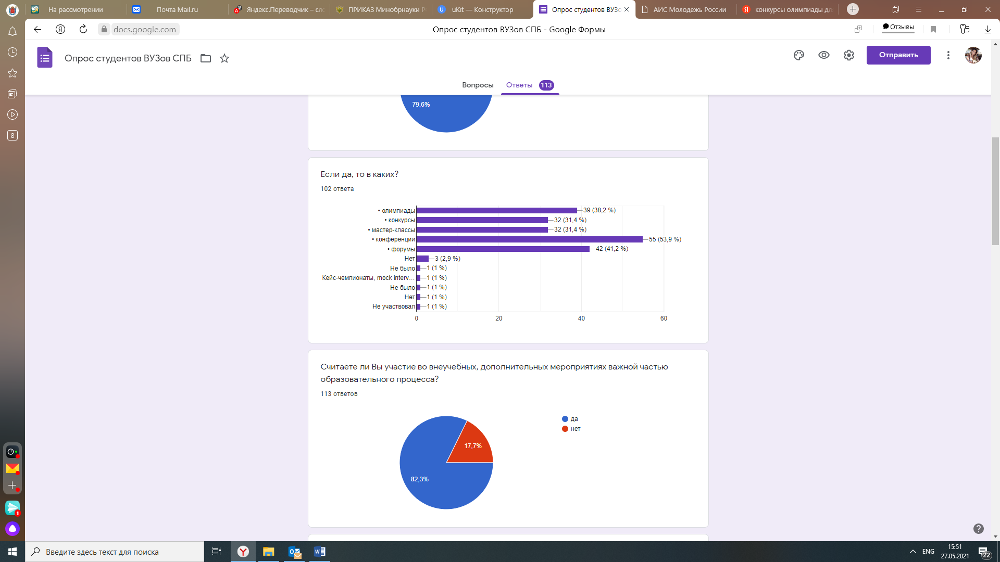 На рассмотрении
Почта Mail.ru
Яндекс.Переводчик – сло
ПРИКАЗ Минобрнауки Р
uKit — Конструктор
Опрос студентов ВУЗо
АИС Молодежь России
конкурсы олимпиады дл
docs.google.com
Опрос студентов ВУЗов СПБ - Google Формы
Отзывы
Опрос студентов ВУЗов СПБ
Отправить
Вопросы
Ответы 113
79,6%
Если да, то в каких?
102 ответа
• олимпиады 39 (38,2 %)
• конкурсы 32 (31,4 %)
• мастер-классы 32 (31,4 %)
• конференции 55 (53,9 %)
• форумы 42 (41,2 %)
Нет 3 (2,9 %)
Не было 1 (1 %)
Кейс-чемпионаты, mock interv... 1 (1 %)
Не было 1 (1 %)
Нет 1 (1 %)
Не участвовал 1 (1 %)
0 20 40 60
Считаете ли Вы участие во внеучебных, дополнительных мероприятиях важной частью
образовательного процесса?
113 ответов
да
нет
17,7%
82,3%
8
1
Введите здесь текст для поиска
ENG
15:51
27.05.2021
22